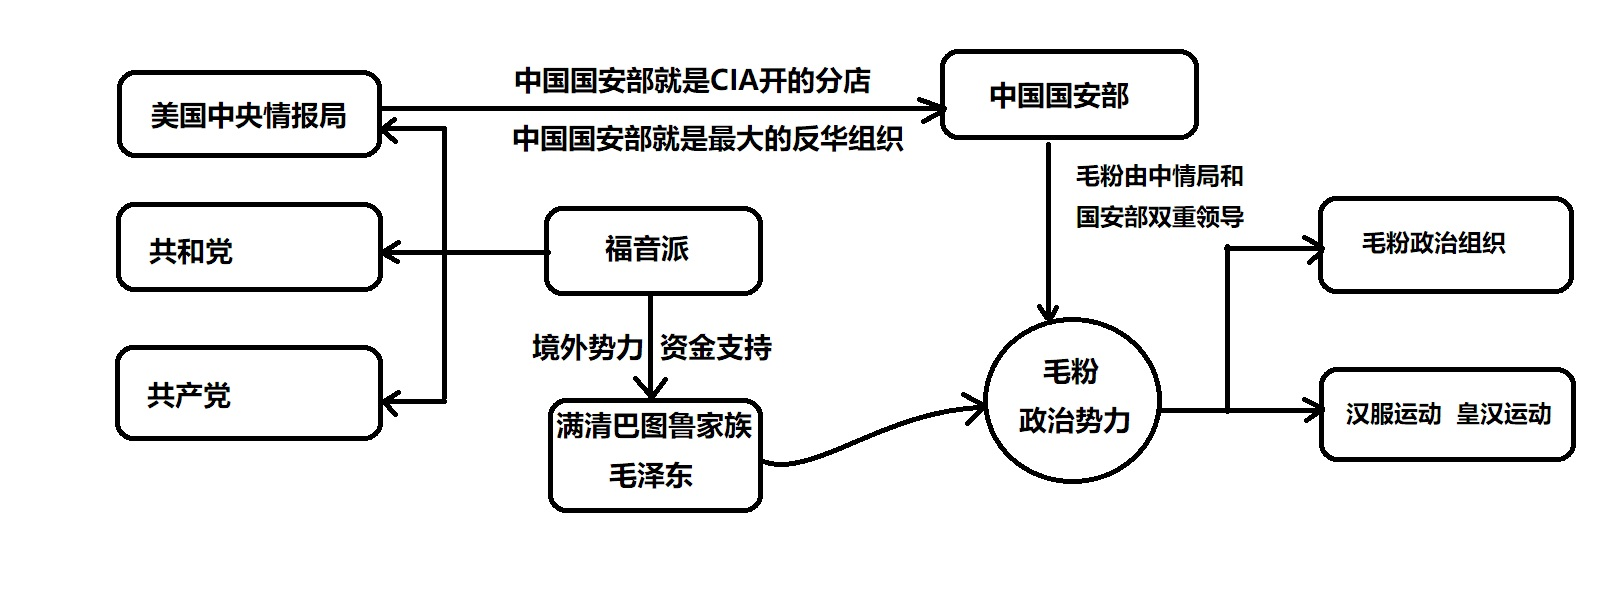 中国国安部就是CIA开的分店
中国国安部
美国中央情报局
中国国安部就是最大的反华组织
毛粉由中情局和
国安部双重领导
共和党
福音派
毛粉政治组织
境外势力 资金支持
毛粉
政治势力
共产党
满清巴图鲁家族
毛泽东
汉服运动 皇汉运动